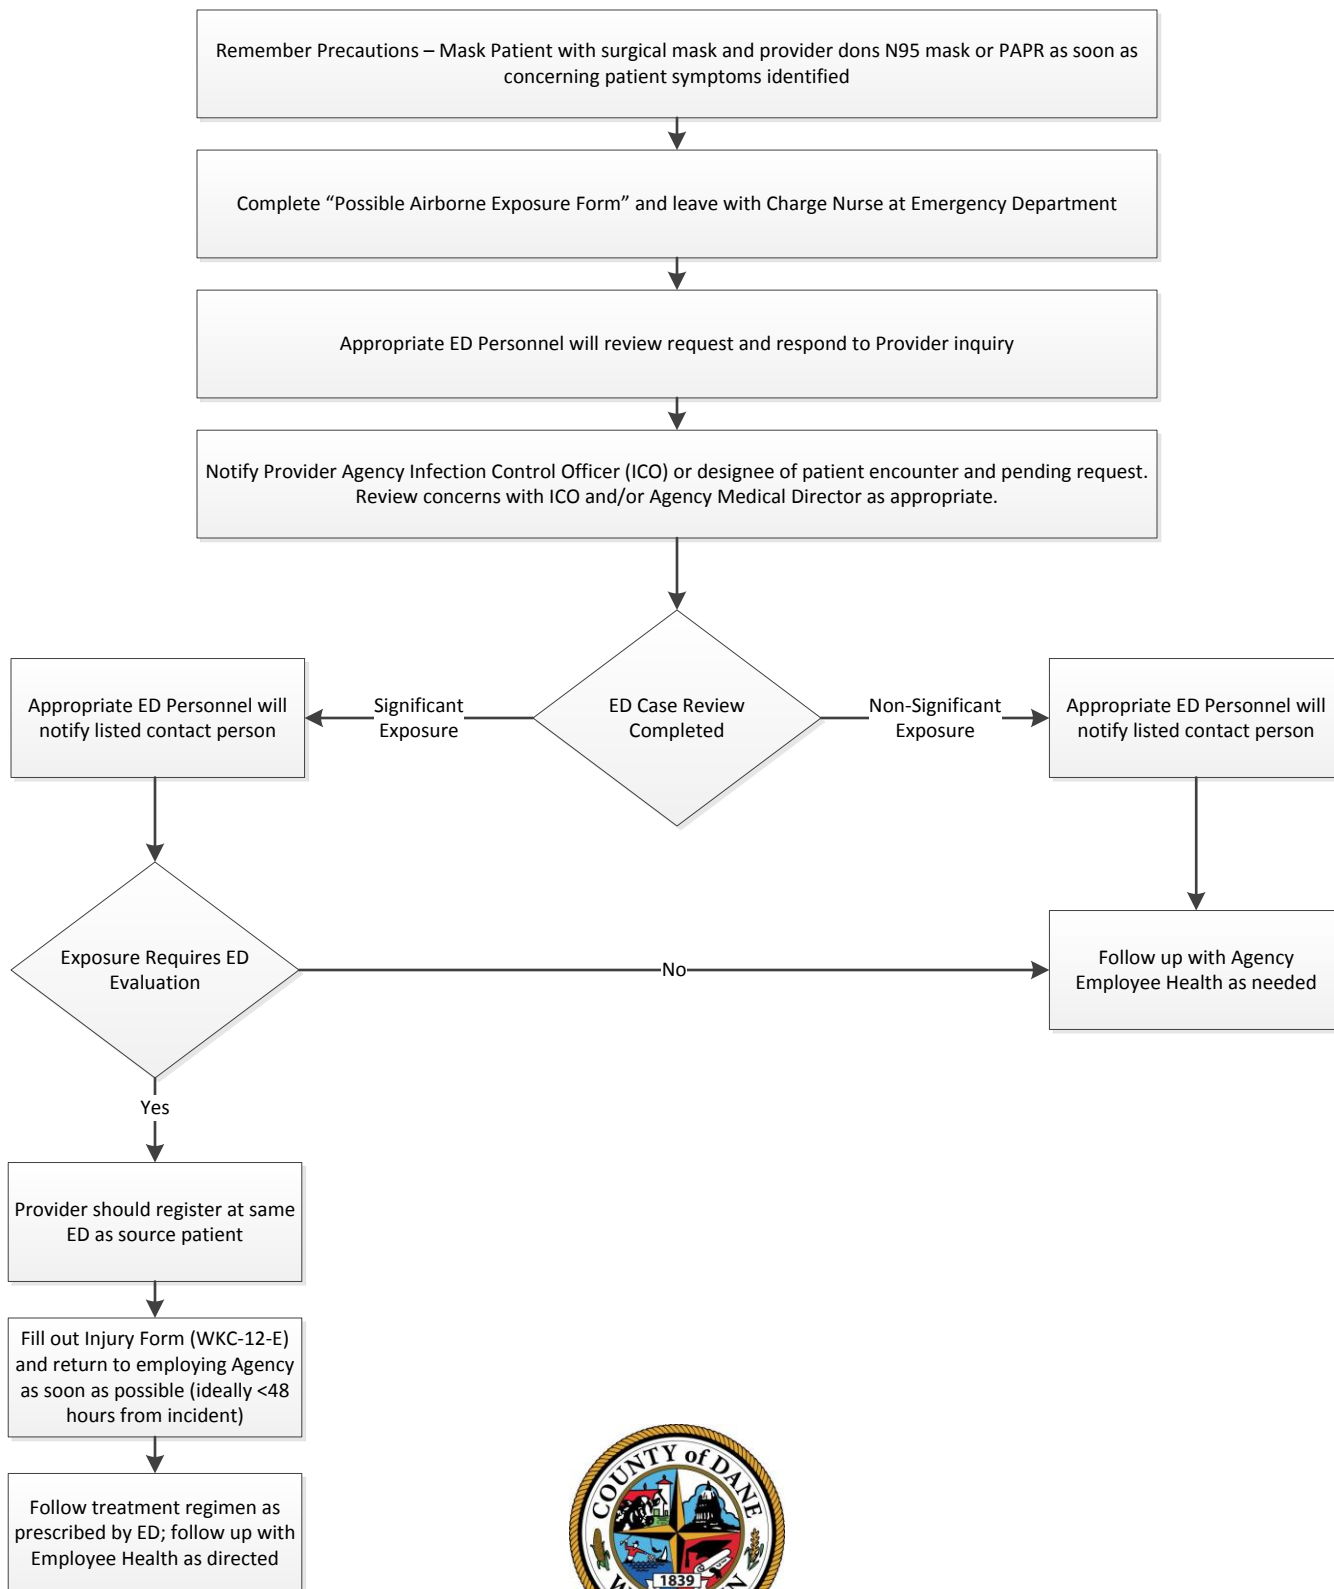 Remember Precautions – Mask Patient with surgical mask and provider dons N95 mask or PAPR as soon as
concerning patient symptoms identified
Complete “Possible Airborne Exposure Form” and leave with Charge Nurse at Emergency Department
Appropriate ED Personnel will review request and respond to Provider inquiry
Notify Provider Agency Infection Control Officer (ICO) or designee of patient encounter and pending request.
Review concerns with ICO and/or Agency Medical Director as appropriate.
ED Case Review
Completed
Significant
Exposure
Appropriate ED Personnel will
notify listed contact person
Non-Significant
Exposure
Appropriate ED Personnel will
notify listed contact person
Exposure Requires ED
Evaluation
No
Follow up with Agency
Employee Health as needed
Yes
Provider should register at same
ED as source patient
Fill out Injury Form (WKC-12-E)
and return to employing Agency
as soon as possible (ideally <48
hours from incident)
Follow treatment regimen as
prescribed by ED; follow up with
Employee Health as directed
COUNTY of DANE
1839